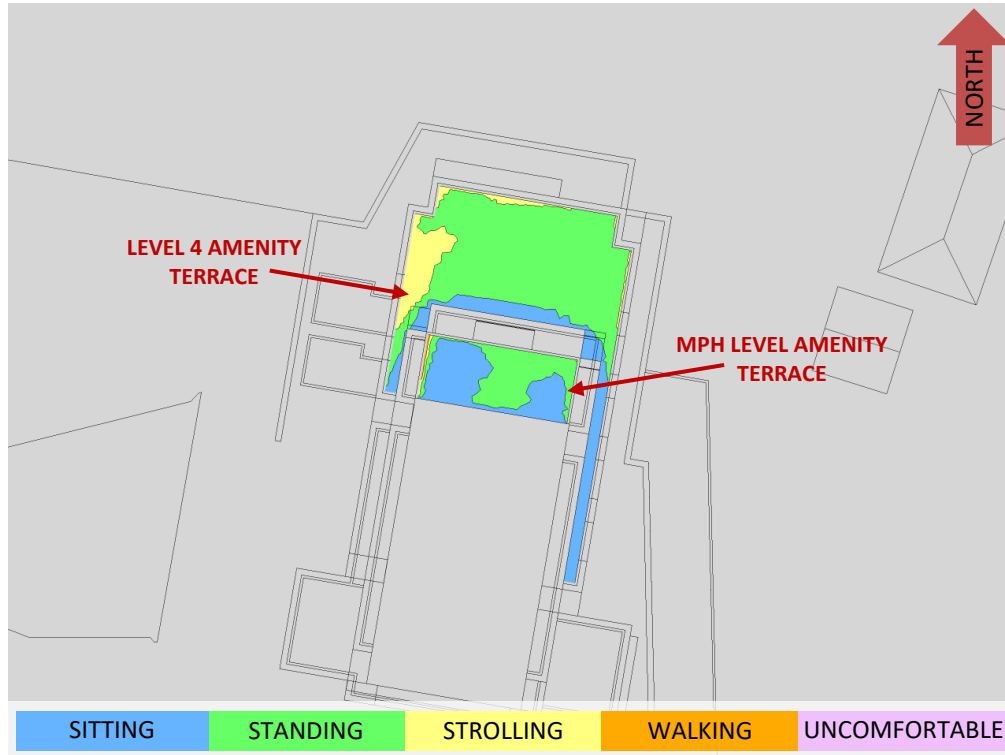 NORTH
LEVEL 4 AMENITY
TERRACE
MPH LEVEL AMENITY
TERRACE
SITTING
STANDING
STROLLING
WALKING
UNCOMFORTABLE